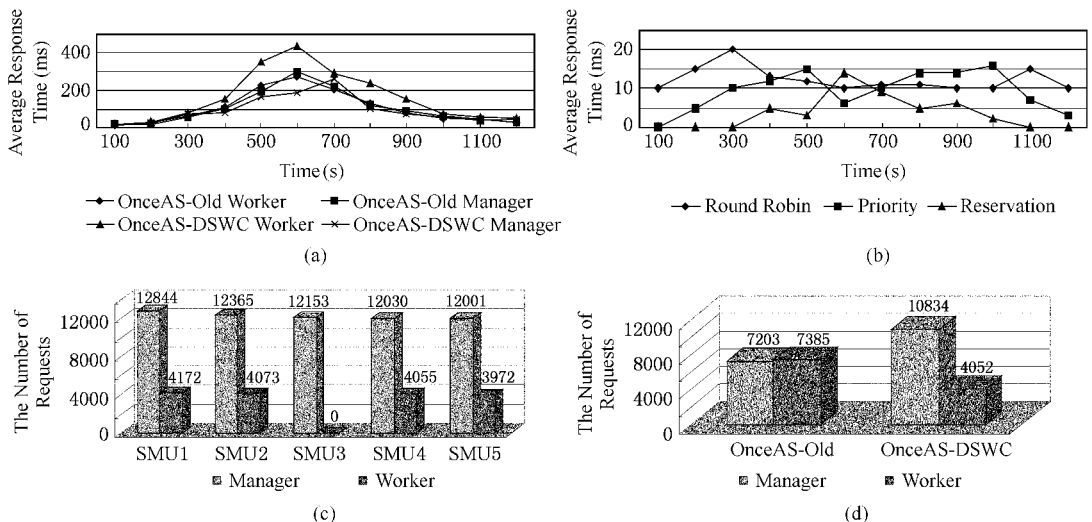 (a)
Average Response
Time (ms)
400
200
0
100 300 500 700 900 1100
Time (s)
OnceAS-Old Worker
OnceAS-Old Manager
OnceAS-DSWC Worker
OnceAS-DSWC Manager
(a)
(b)
Average Response
Time (ms)
20
10
0
100 300 500 700 900 1100
Time (s)
Round Robin
Priority
Reservation
(b)
The Number of
Requests
12000
8000
4000
0
12844
12365
12153
12030
12001
4172
4073
0
4055
3972
SMU1 SMU2 SMU3 SMU4 SMU5
Manager
Worker
(c)
The Number of
Requests
12000
8000
4000
0
7203
7385
10834
4052
OnceAS-Old
OnceAS-DSWC
Manager
Worker
(d)